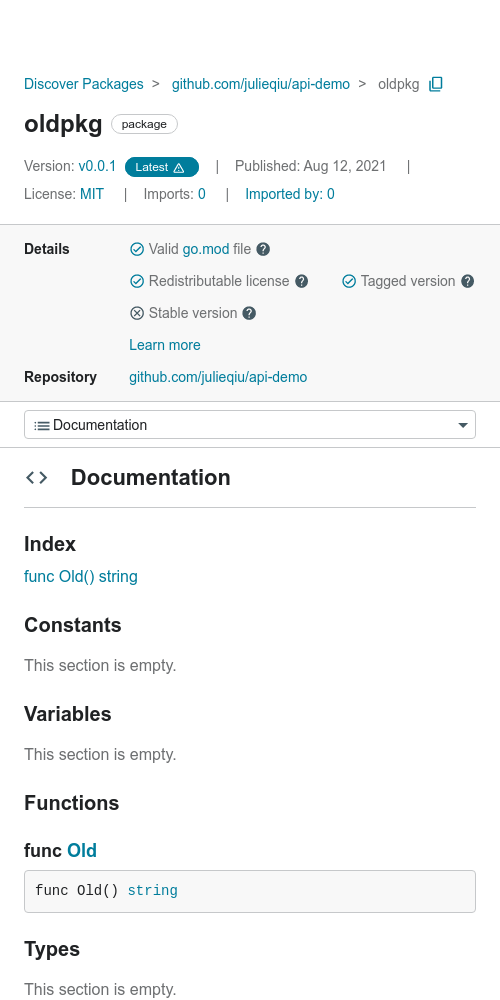 Discover Packages > github.com/julieqiu/api-demo > oldpkg
oldpkg package
Version: v0.0.1 Latest | Published: Aug 12, 2021 |
License: MIT | Imports: 0 | Imported by: 0
Details Valid go.mod file ?
Redistributable license ? Tagged version ?
Stable version ?
Learn more
Repository github.com/julieqiu/api-demo
Documentation
<> Documentation
Index
func Old() string
Constants
This section is empty.
Variables
This section is empty.
Functions
func Old
func Old() string
Types
This section is empty.